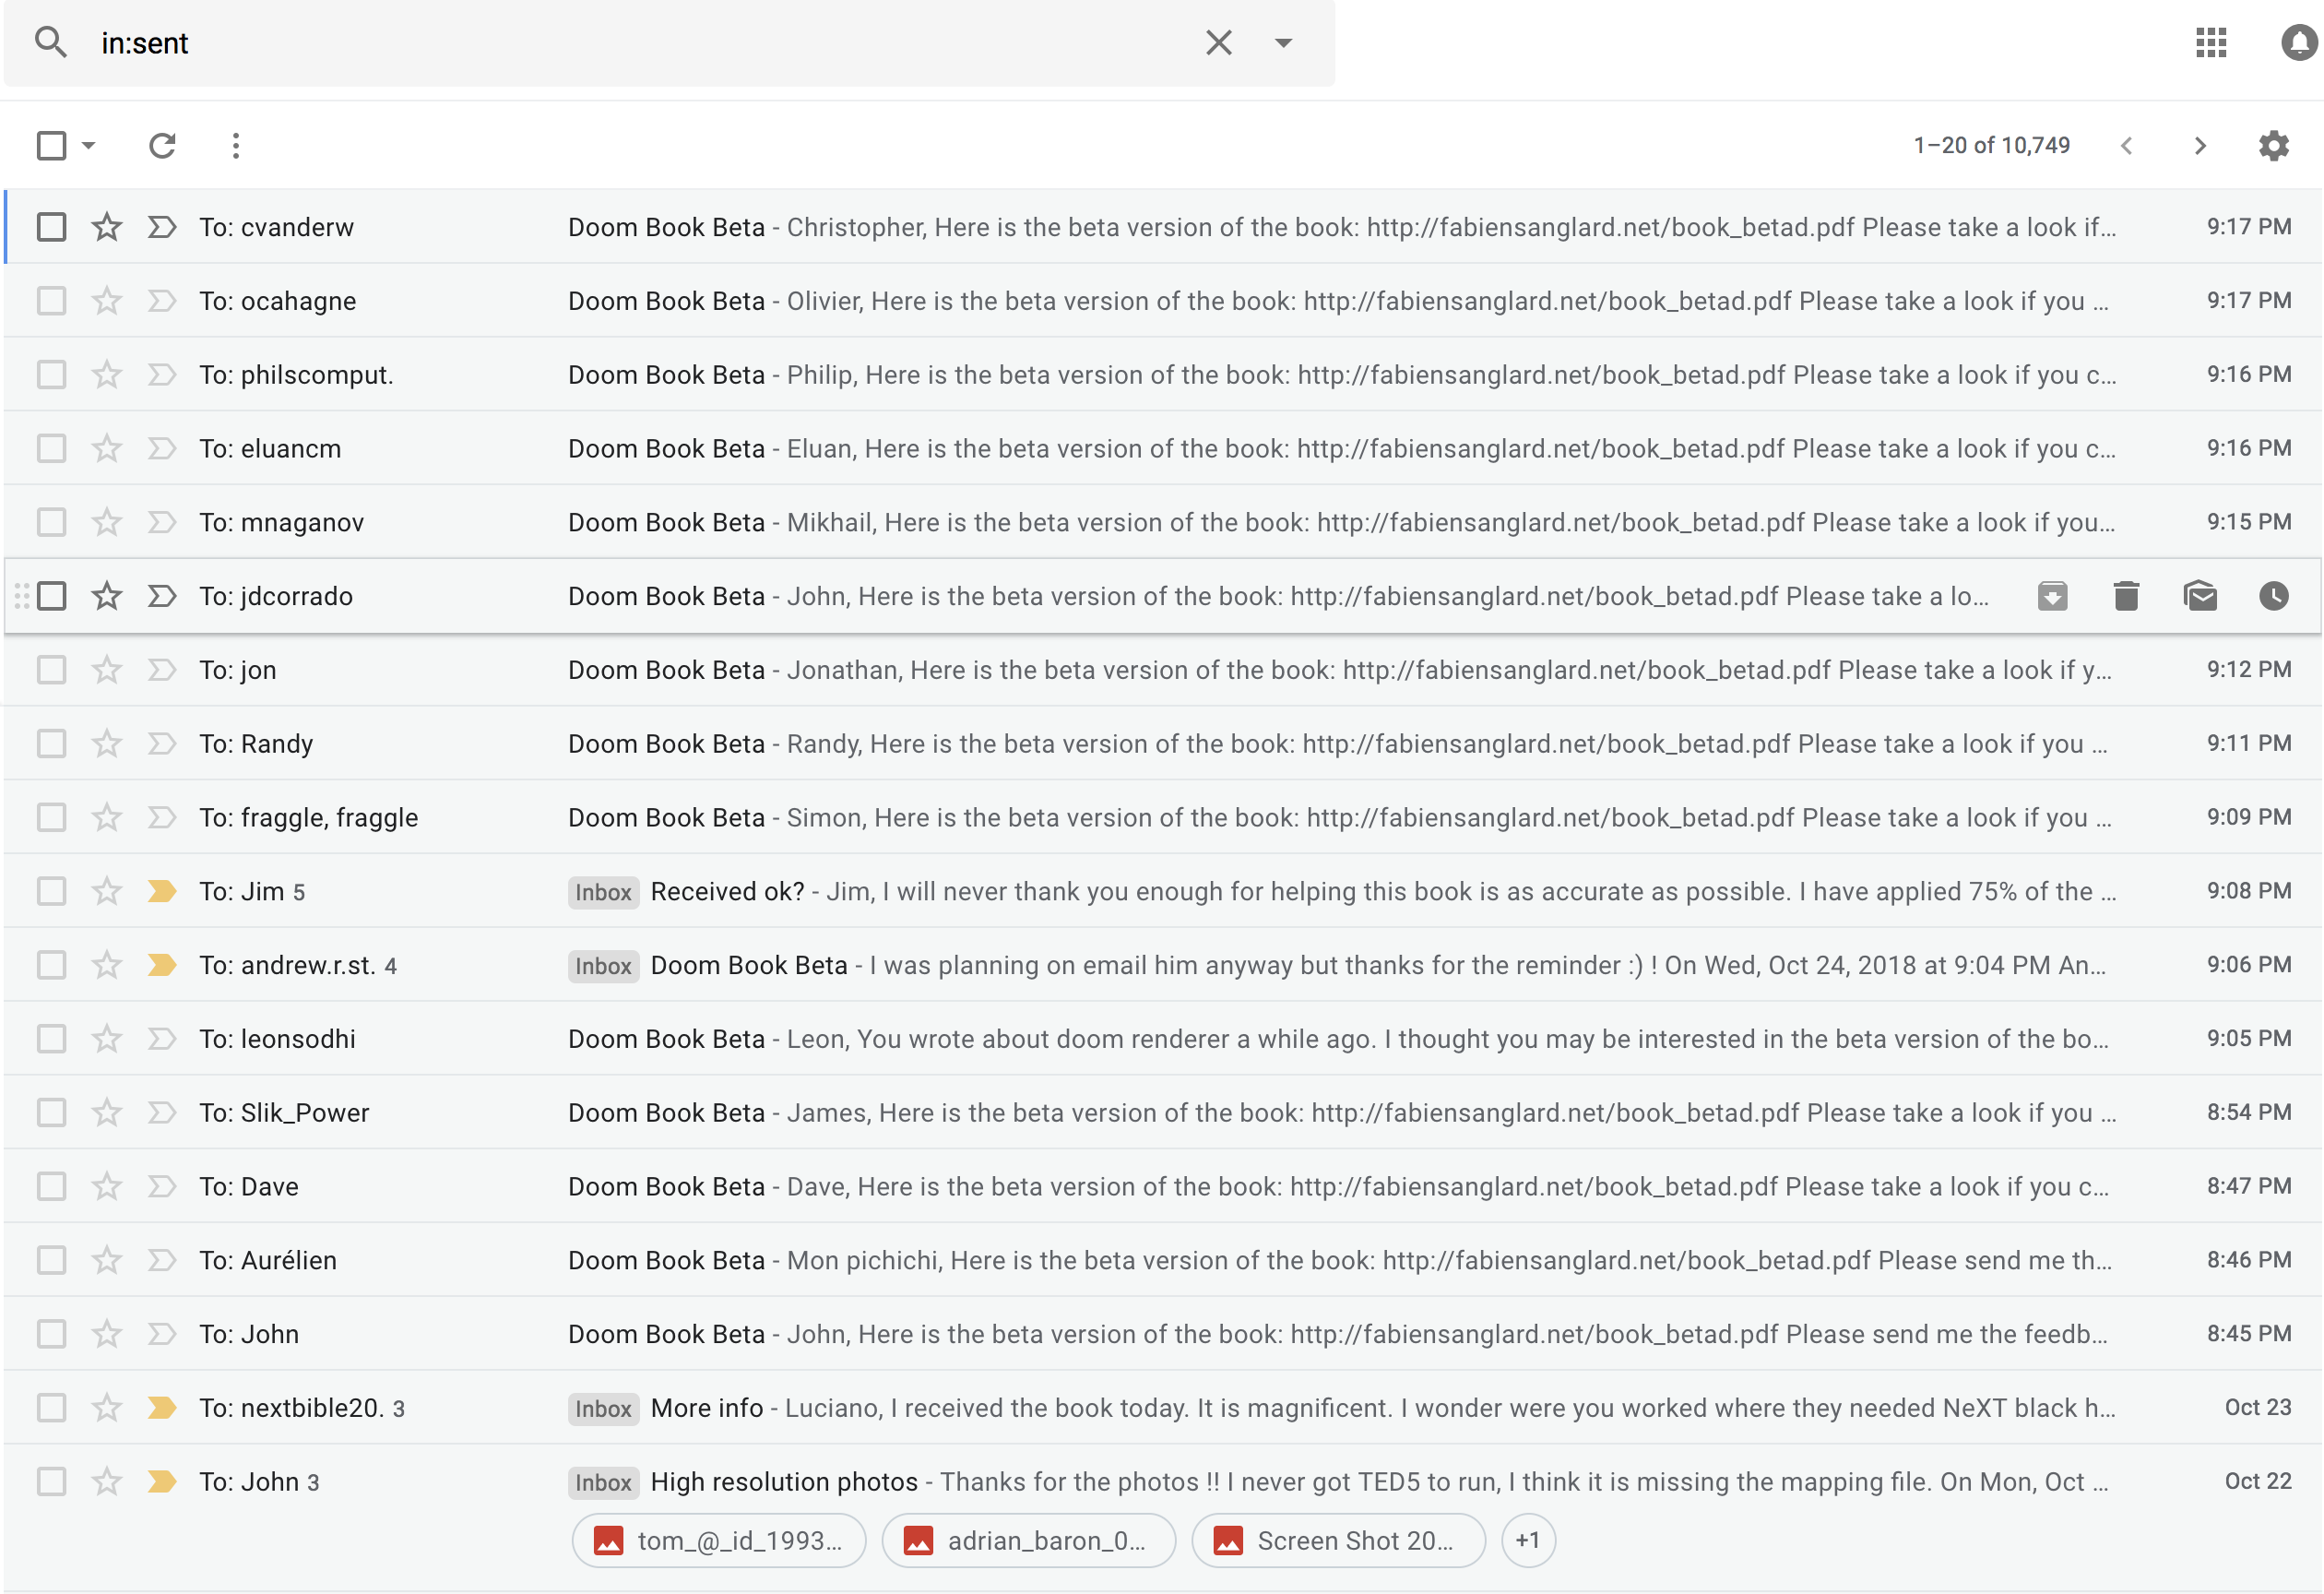 in:sent
1–20 of 10,749
To: cvanderw Doom Book Beta - Christopher, Here is the beta version of the book: http://fabiensanglard.net/book_betad.pdf Please take a look if... 9:17 PM
To: ocahagne Doom Book Beta - Olivier, Here is the beta version of the book: http://fabiensanglard.net/book_betad.pdf Please take a look if you ... 9:17 PM
To: philscomput. Doom Book Beta - Philip, Here is the beta version of the book: http://fabiensanglard.net/book_betad.pdf Please take a look if you c... 9:16 PM
To: eluancm Doom Book Beta - Eluan, Here is the beta version of the book: http://fabiensanglard.net/book_betad.pdf Please take a look if you c... 9:16 PM
To: mnaganov Doom Book Beta - Mikhail, Here is the beta version of the book: http://fabiensanglard.net/book_betad.pdf Please take a look if you... 9:15 PM
To: jdcorrado Doom Book Beta - John, Here is the beta version of the book: http://fabiensanglard.net/book_betad.pdf Please take a lo...
To: jon Doom Book Beta - Jonathan, Here is the beta version of the book: http://fabiensanglard.net/book_betad.pdf Please take a look if y... 9:12 PM
To: Randy Doom Book Beta - Randy, Here is the beta version of the book: http://fabiensanglard.net/book_betad.pdf Please take a look if you ... 9:11 PM
To: fraggle, fraggle Doom Book Beta - Simon, Here is the beta version of the book: http://fabiensanglard.net/book_betad.pdf Please take a look if you ... 9:09 PM
To: Jim 5 Inbox Received ok? - Jim, I will never thank you enough for helping this book is as accurate as possible. I have applied 75% of the ... 9:08 PM
To: andrew.r.st. 4 Inbox Doom Book Beta - I was planning on email him anyway but thanks for the reminder :) ! On Wed, Oct 24, 2018 at 9:04 PM An... 9:06 PM
To: leonsodhi Doom Book Beta - Leon, You wrote about doom renderer a while ago. I thought you may be interested in the beta version of the bo... 9:05 PM
To: Slik_Power Doom Book Beta - James, Here is the beta version of the book: http://fabiensanglard.net/book_betad.pdf Please take a look if you ... 8:54 PM
To: Dave Doom Book Beta - Dave, Here is the beta version of the book: http://fabiensanglard.net/book_betad.pdf Please take a look if you c... 8:47 PM
To: Aurélien Doom Book Beta - Mon pichichi, Here is the beta version of the book: http://fabiensanglard.net/book_betad.pdf Please send me th... 8:46 PM
To: John Doom Book Beta - John, Here is the beta version of the book: http://fabiensanglard.net/book_betad.pdf Please send me the feedb... 8:45 PM
To: nextbible20. 3 Inbox More info - Luciano, I received the book today. It is magnificent. I wonder were you worked where they needed NeXT black h... Oct 23
To: John 3 Inbox High resolution photos - Thanks for the photos !! I never got TED5 to run, I think it is missing the mapping file. On Mon, Oct ... Oct 22
tom_@_id_1993... adrian_baron_0... Screen Shot 20... +1